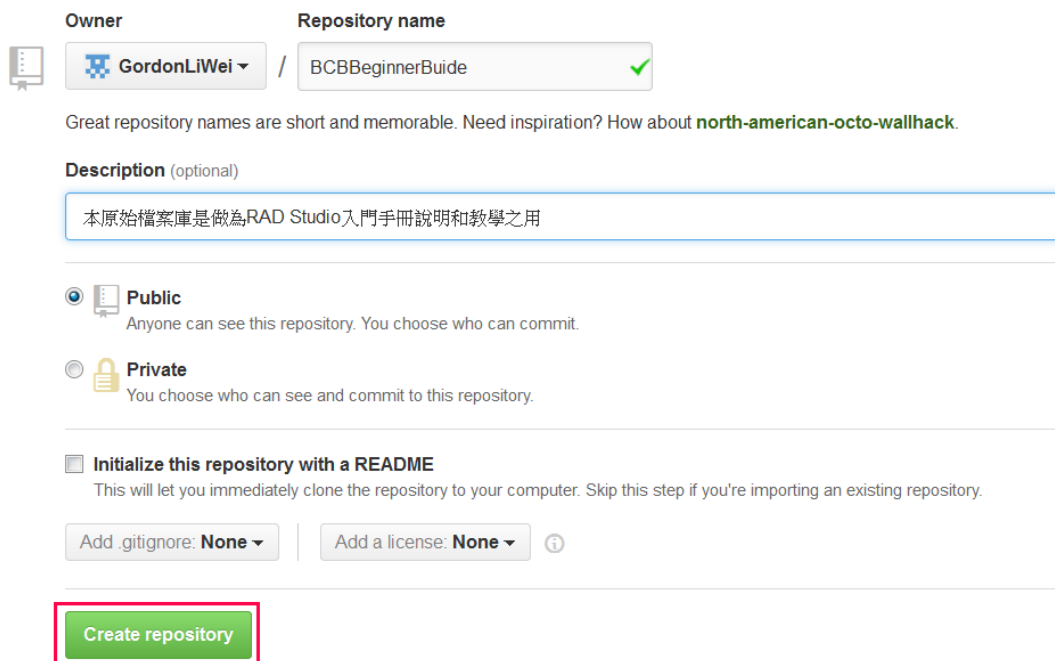 Owner Repository name
GordonLiWei / BCBBeginnerBuide
Great repository names are short and memorable. Need inspiration? How about north-american-octo-wallhack.
Description (optional)
本原始檔案庫是做為RAD Studio入門手冊說明和教學之用
Public
Anyone can see this repository. You choose who can commit.
Private
You choose who can see and commit to this repository.
Initialize this repository with a README
This will let you immediately clone the repository to your computer. Skip this step if you're importing an existing repository.
Add .gitignore: None Add a license: None
Create repository